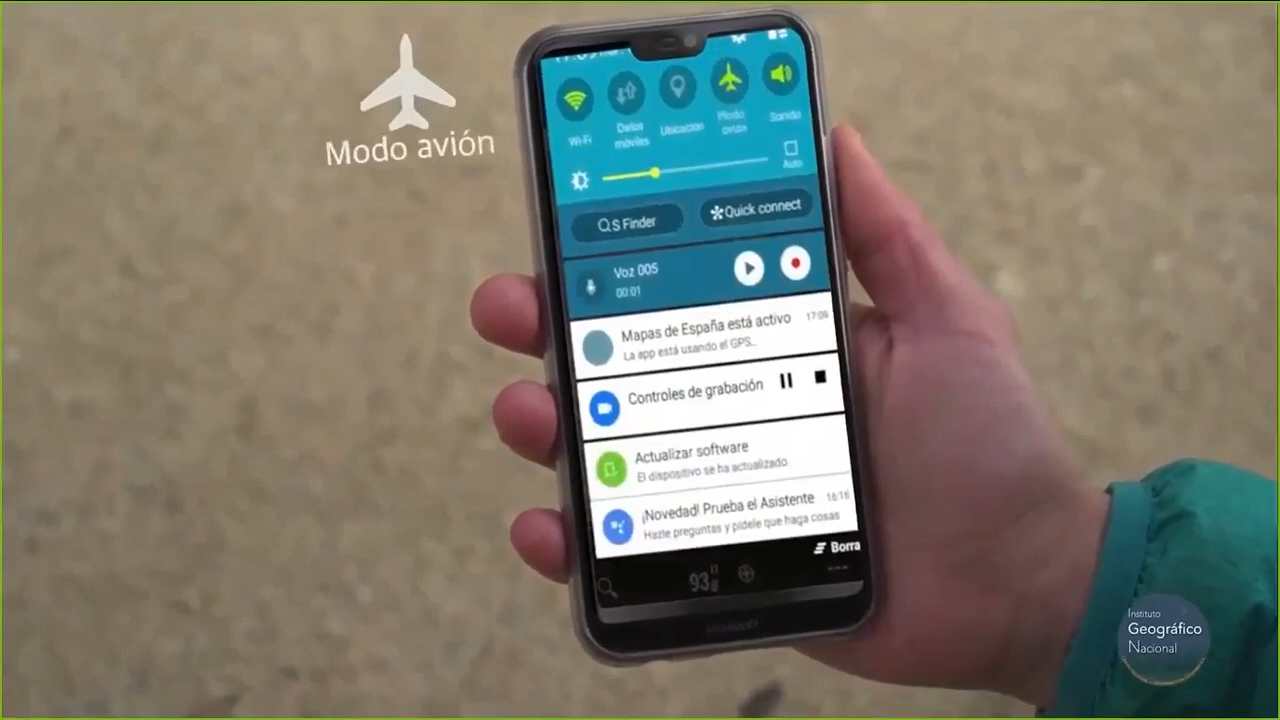 Modo avión
Wi-Fi
Datos móviles
Ubicación
Modo avión
Sonido
Auto
S Finder
Quick connect
Voz 005
00:01
Mapas de España está activo
17:09
La app está usando el GPS...
Controles de grabación
Actualizar software
El dispositivo se ha actualizado
¡Novedad! Prueba el Asistente
16:16
Hazle preguntas y pídele que haga cosas
Borra
93
HUAWEI
Instituto
Geográfico
Nacional